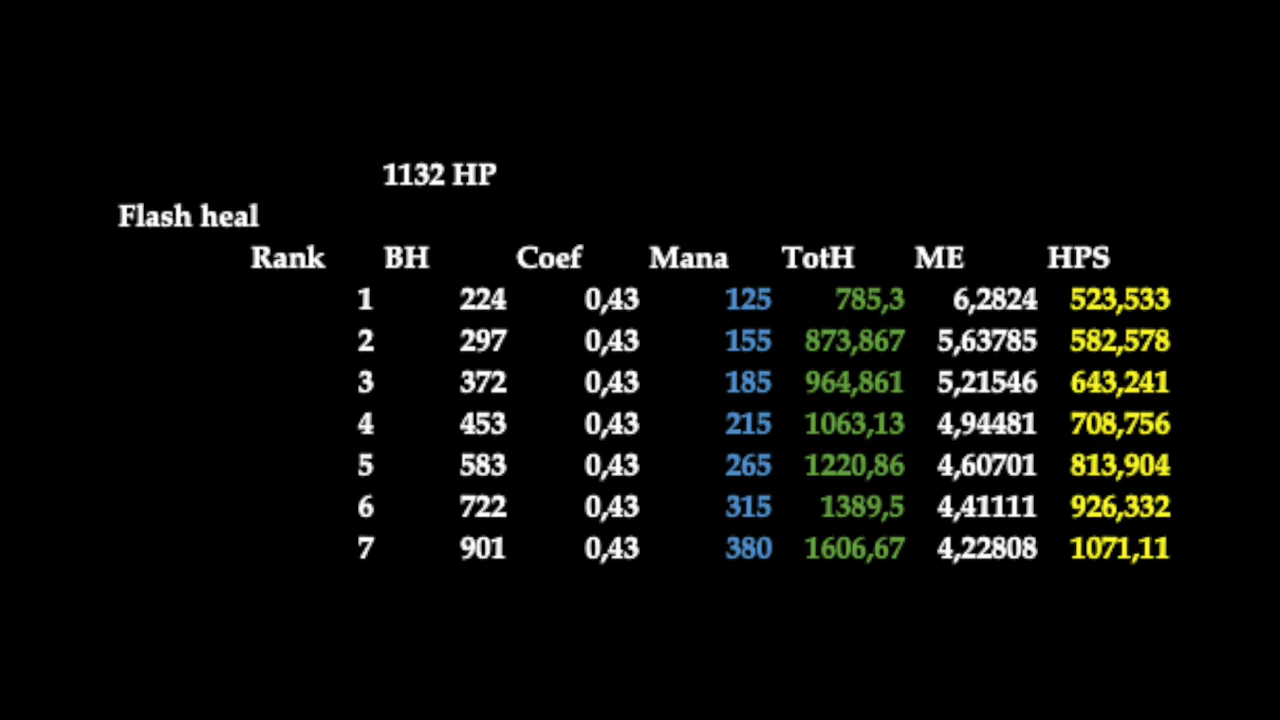 1132 HP
Flash heal
Rank BH Coef Mana TotH ME HPS
1 224 0,43 125 785,3 6,2824 523,533
2 297 0,43 155 873,867 5,63785 582,578
3 372 0,43 185 964,861 5,21546 643,241
4 453 0,43 215 1063,13 4,94481 708,756
5 583 0,43 265 1220,86 4,60701 813,904
6 722 0,43 315 1389,5 4,41111 926,332
7 901 0,43 380 1606,67 4,22808 1071,11